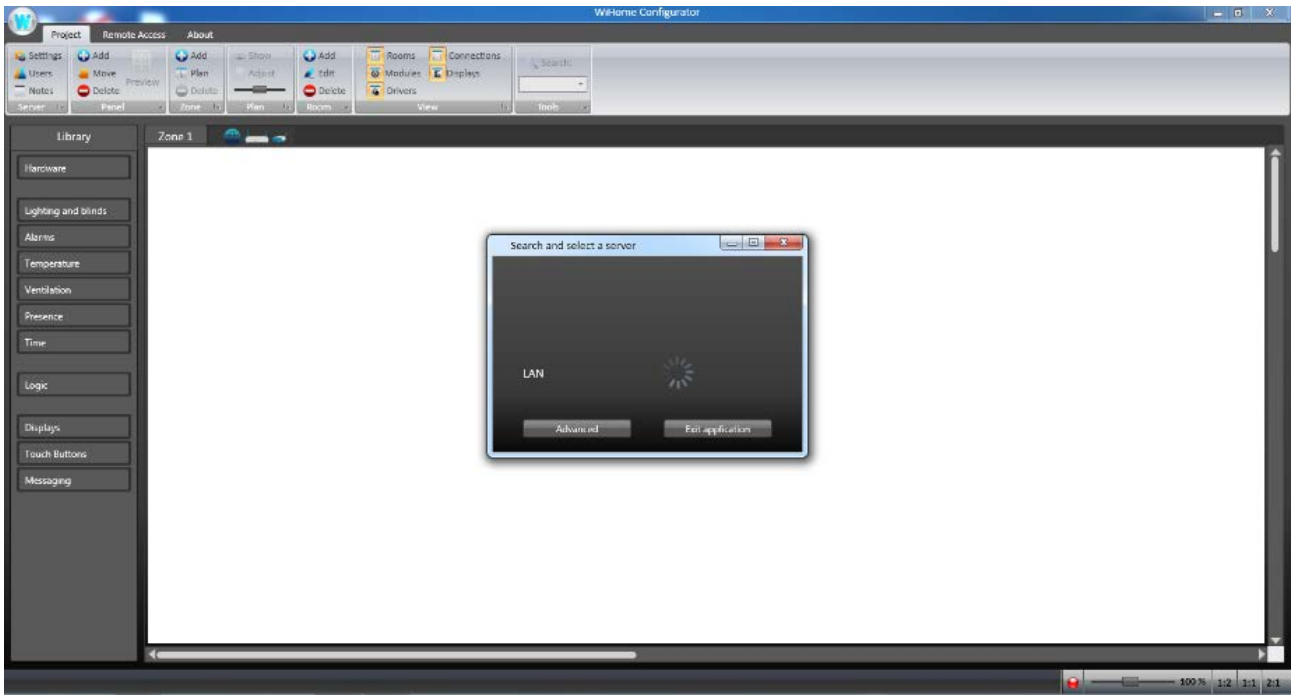 WiHome Configurator
W
Project Remote Access About
Settings Add Add Show Add Rooms Connections Search:
Users Move Preview Plan Adjust Edit Modules Displays
Notes Delete Delete Delete Drivers
Server Panel Zone Plan Room View Tools
Library
Zone 1
Hardware
Lighting and blinds
Alarms
Temperature
Ventilation
Presence
Time
Logic
Displays
Touch Buttons
Messaging
Search and select a server
LAN
Advanced Exit application
100 % 1:2 1:1 2:1